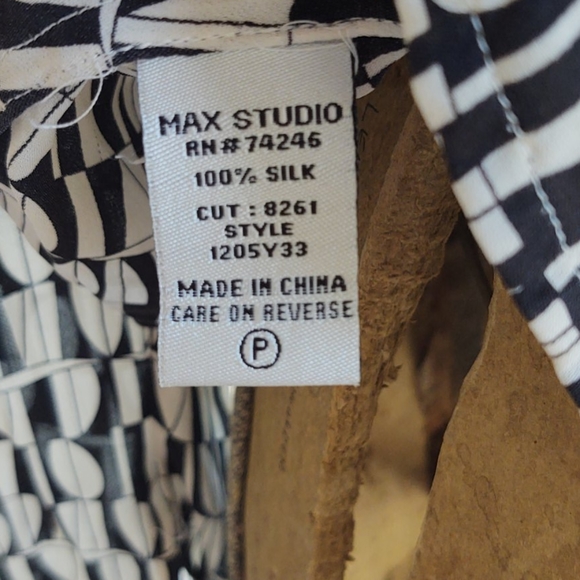 MAX STUDIO
RN#74246
100% SILK
CUT : 8261
STYLE
1205Y33
MADE IN CHINA
CARE ON REVERSE
P